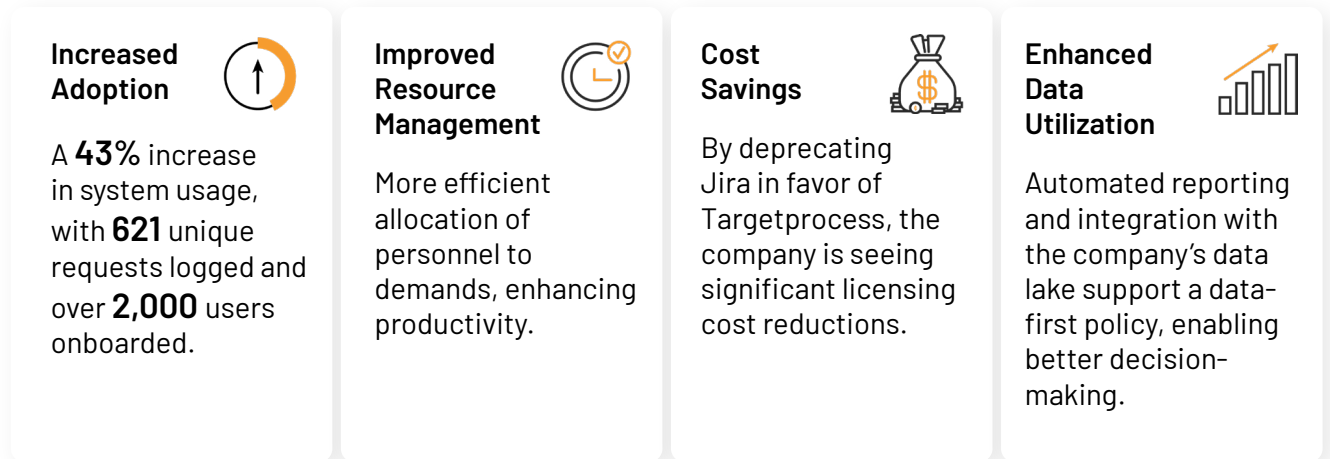 Increased
Adoption
A 43% increase
in system usage,
with 621 unique
requests logged and
over 2,000 users
onboarded.
Improved
Resource
Management
More efficient
allocation of
personnel to
demands, enhancing
productivity.
Cost
Savings
$
By deprecating
Jira in favor of
Targetprocess, the
company is seeing
significant licensing
cost reductions.
Enhanced
Data
Utilization
Automated reporting
and integration with
the company’s data
lake support a data-
first policy, enabling
better decision-
making.